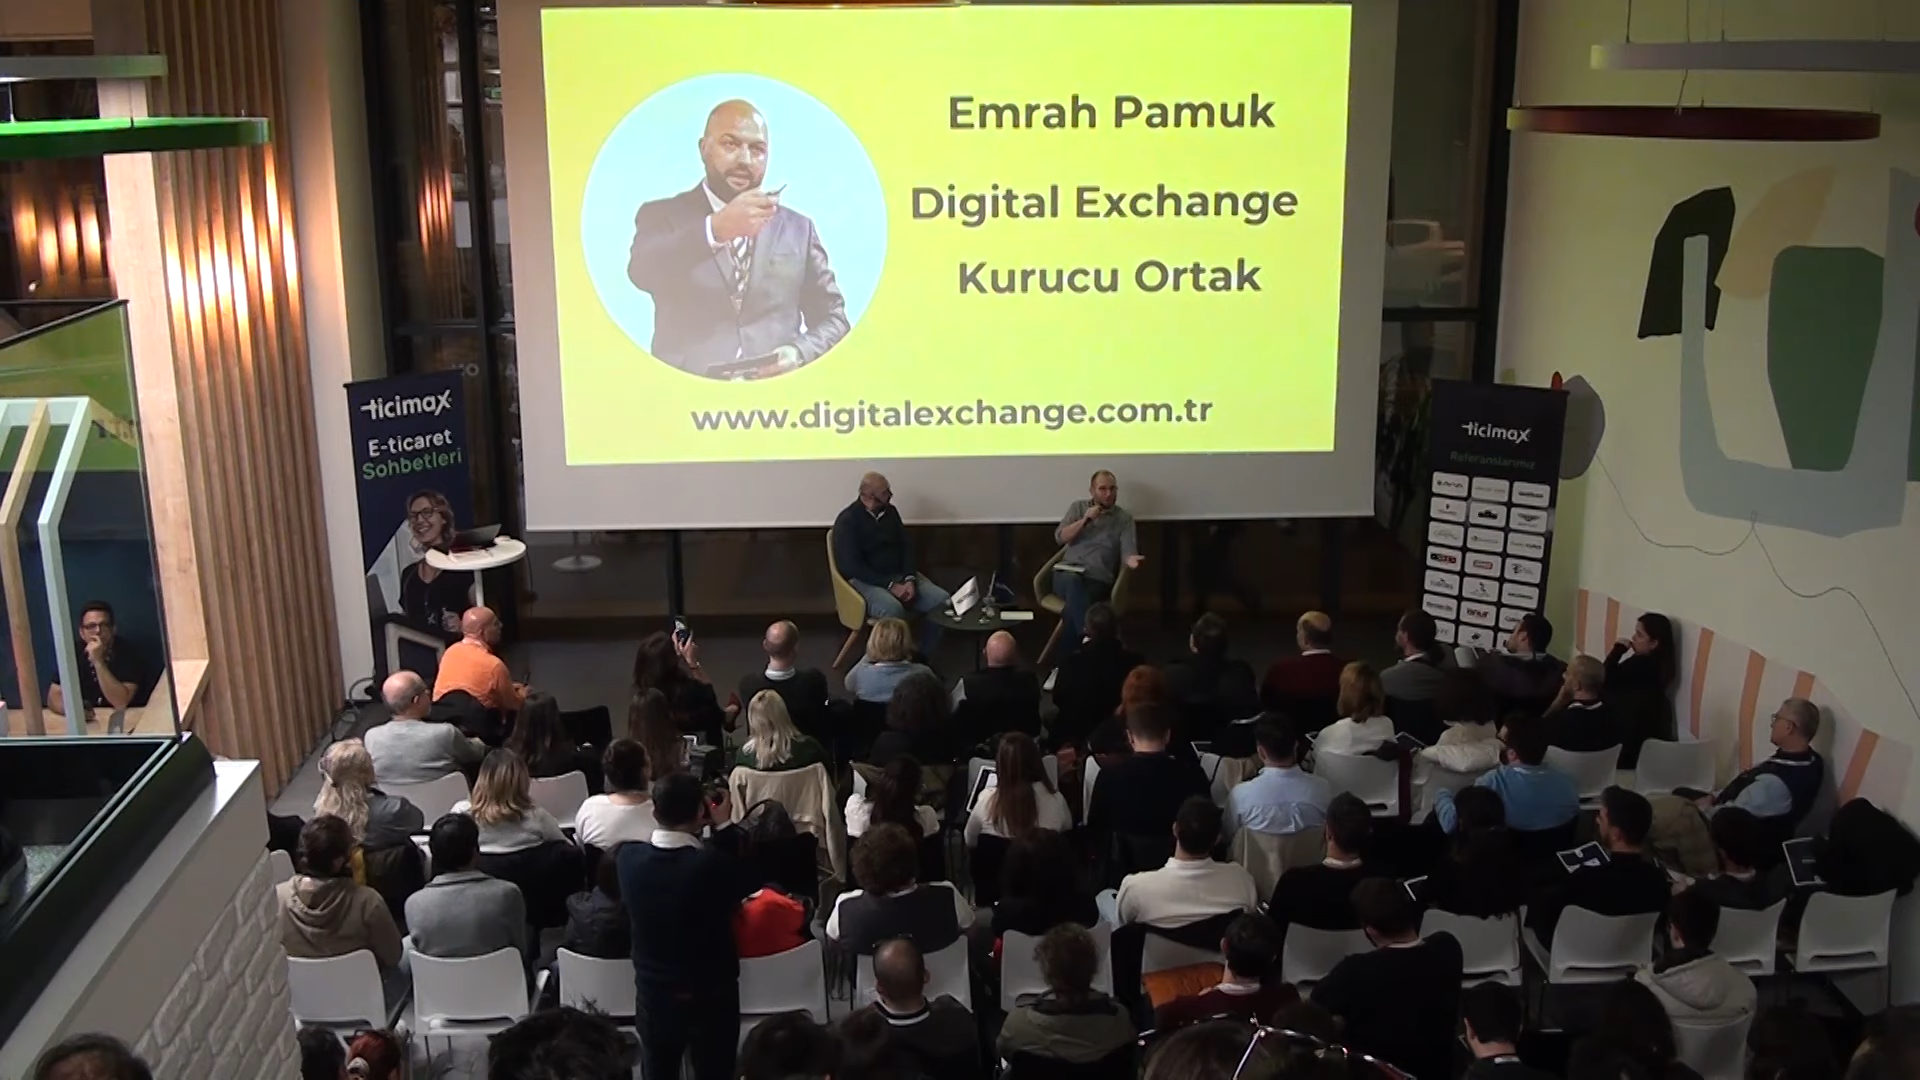 Emrah Pamuk
Digital Exchange
Kurucu Ortak
www.digitalexchange.com.tr
ticimax
E-ticaret
Sohbetleri
ticimax
Referanslarımız